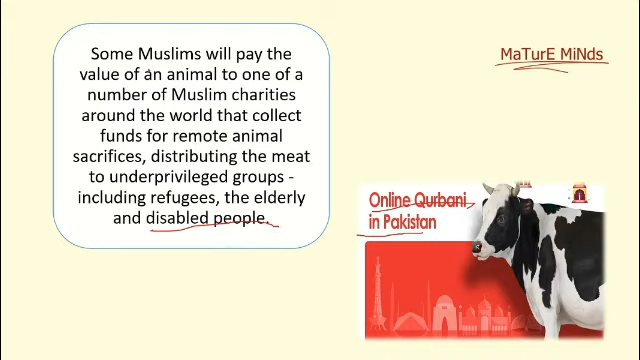 MaTurE MiNds
Some Muslims will pay the
value of an animal to one of a
number of Muslim charities
around the world that collect
funds for remote animal
sacrifices, distributing the meat
to underprivileged groups -
including refugees, the elderly
and disabled people.
Online Qurbani
in Pakistan